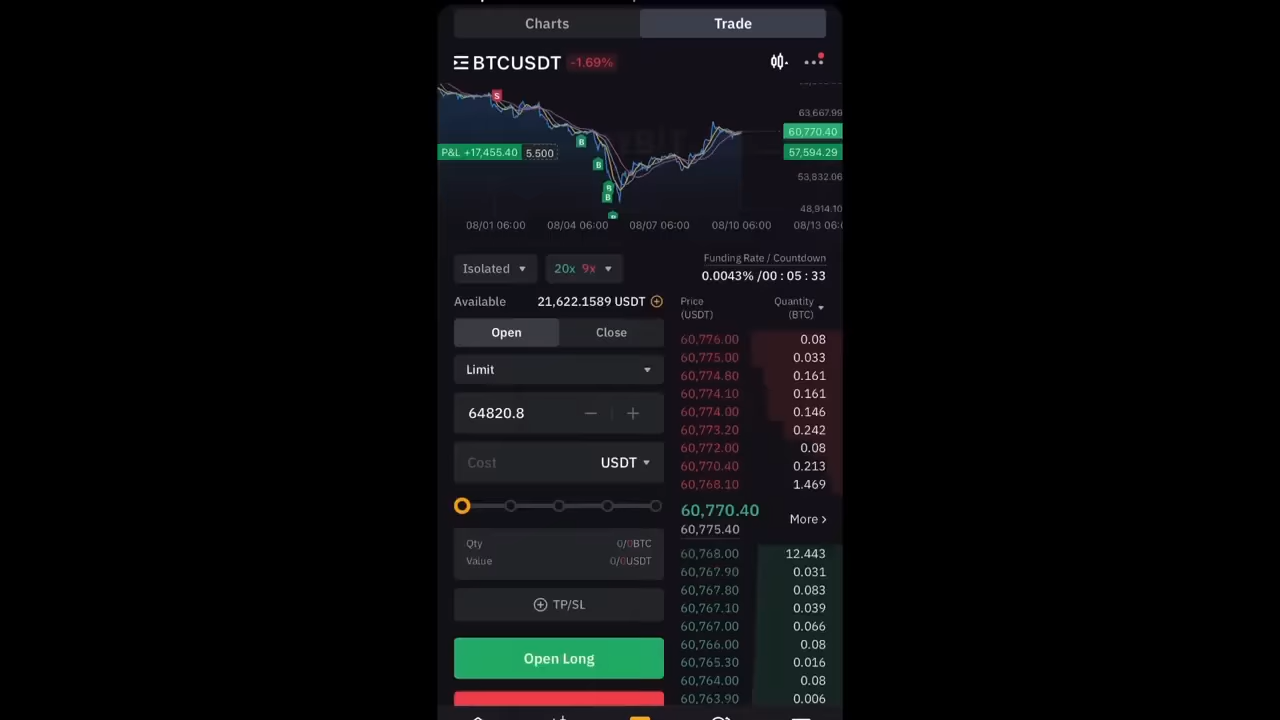 Charts
Trade
BTCUSDT -1.69%
S
63,667.99
60,770.40
B
P&L +17,455.40 5.500
57,594.29
B
53,832.06
B
B
48,914.10
08/01 06:00 08/04 06:00 08/07 06:00 08/10 06:00 08/13 06:
Isolated
20x 9x
Funding Rate / Countdown
0.0043% /00 : 05 : 33
Available 21,622.1589 USDT
Price
(USDT)
Quantity
(BTC)
Open
Close
Limit
64820.8
Cost
USDT
Qty 0/0BTC
Value 0/0USDT
TP/SL
Open Long
60,776.00 0.08
60,775.00 0.033
60,774.80 0.161
60,774.10 0.161
60,774.00 0.146
60,773.20 0.242
60,772.00 0.08
60,770.40 0.213
60,768.10 1.469
60,770.40
60,775.40
More
60,768.00 12.443
60,767.90 0.031
60,767.80 0.083
60,767.10 0.039
60,767.00 0.066
60,766.00 0.08
60,765.30 0.016
60,764.00 0.08
60,763.90 0.006